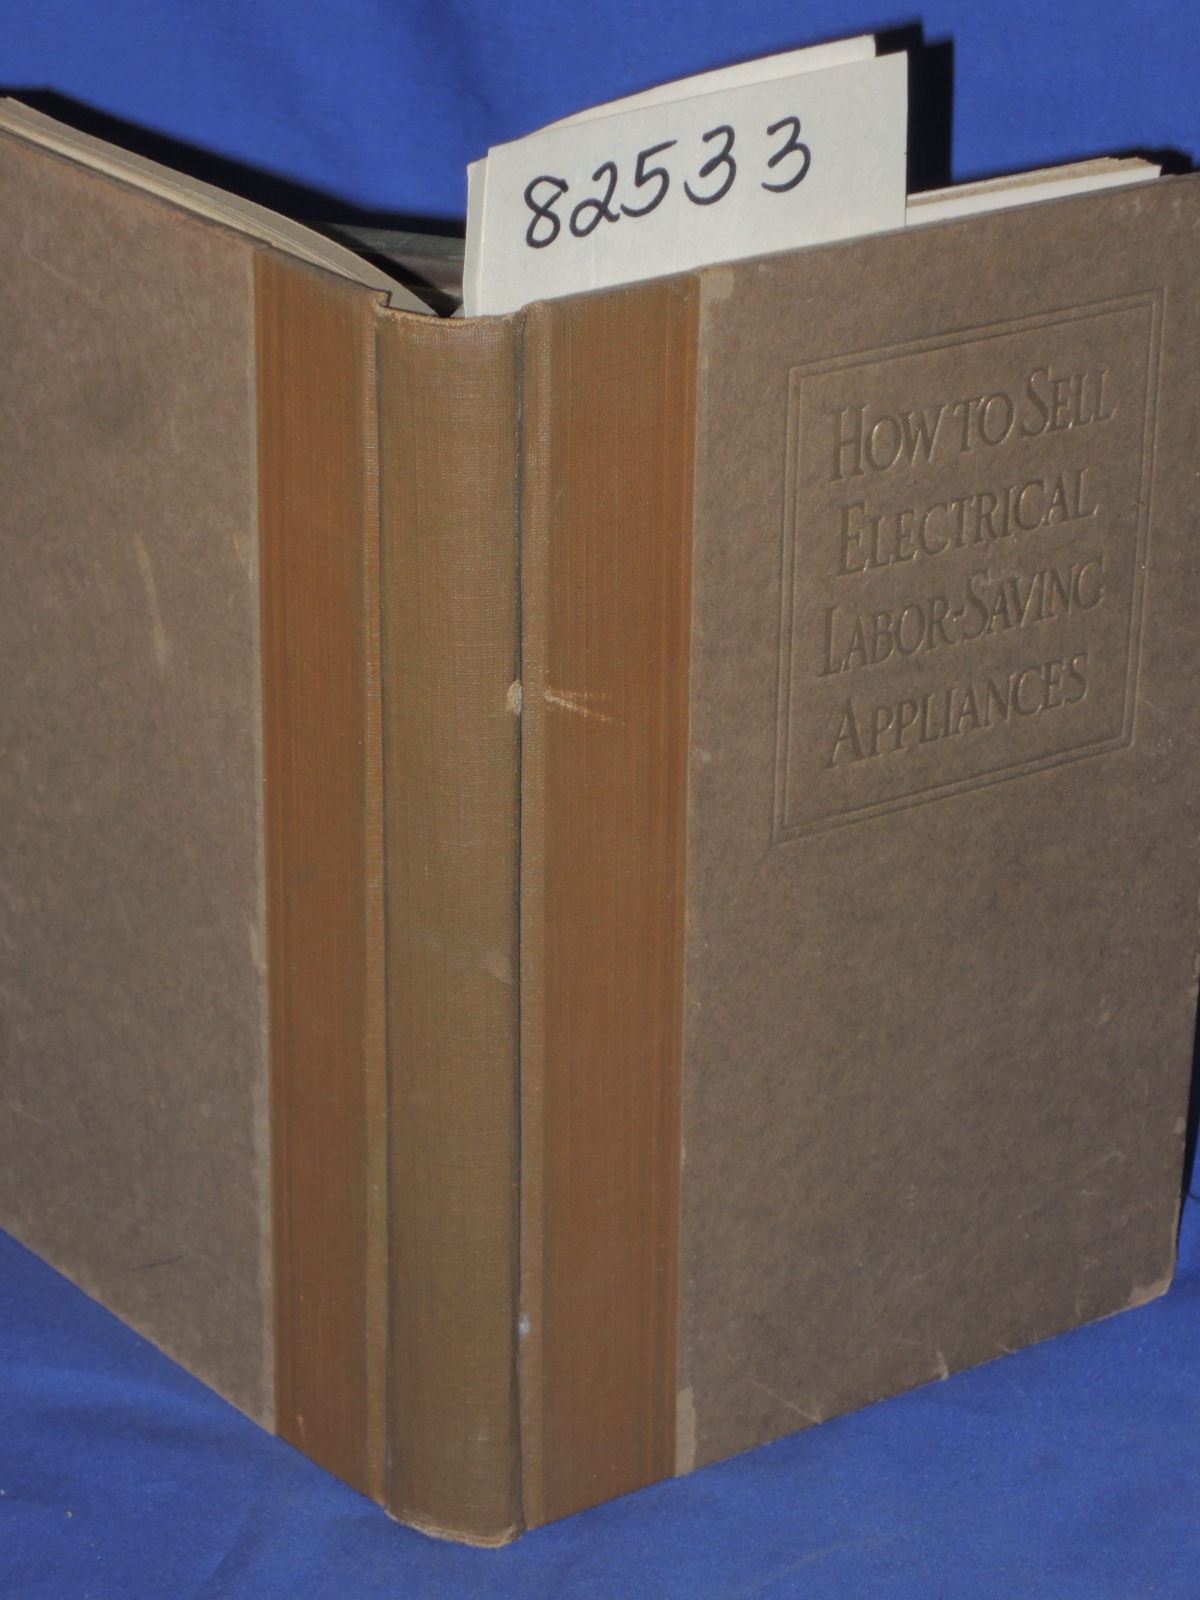 82533
HOW TO SELL
ELECTRICAL
LABOR-SAVING
APPLIANCES